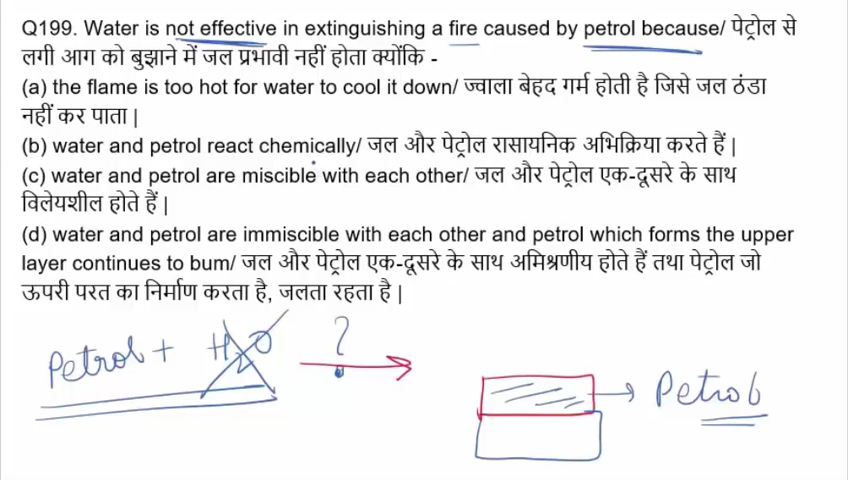 Q199. Water is not effective in extinguishing a fire caused by petrol because/ पेट्रोल से
लगी आग को बुझाने में जल प्रभावी नहीं होता क्योंकि -
(a) the flame is too hot for water to cool it down/ ज्वाला बेहद गर्म होती है जिसे जल ठंडा
नहीं कर पाता |
(b) water and petrol react chemically/ जल और पेट्रोल रासायनिक अभिक्रिया करते हैं |
(c) water and petrol are miscible with each other/ जल और पेट्रोल एक-दूसरे के साथ
विलेयशील होते हैं |
(d) water and petrol are immiscible with each other and petrol which forms the upper
layer continues to bum/ जल और पेट्रोल एक-दूसरे के साथ अमिश्रणीय होते हैं तथा पेट्रोल जो
ऊपरी परत का निर्माण करता है, जलता रहता है |
Petrol + H2O ?
Petrol